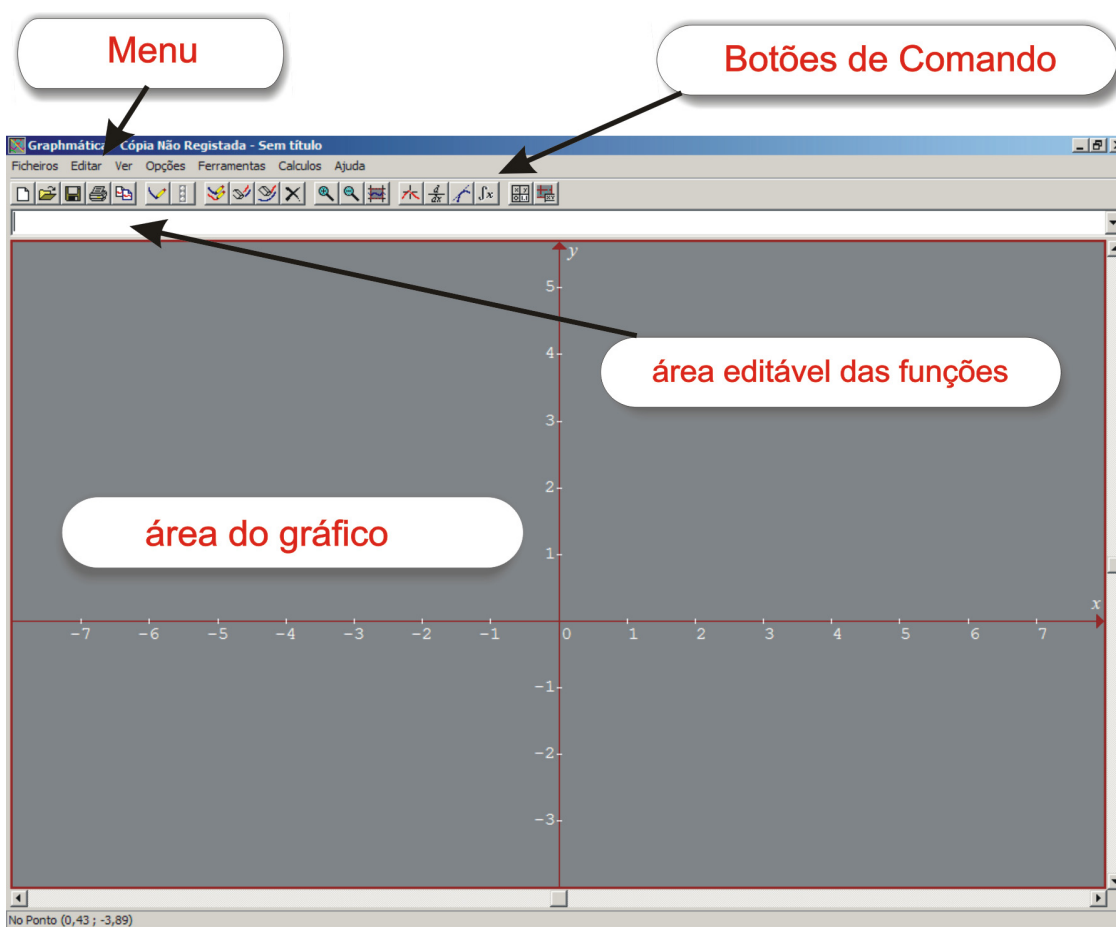 Menu
Botões de Comando
Graphmática - Cópia Não Registada - Sem título
Ficheiros Editar Ver Opções Ferramentas Calculos Ajuda
y
5
4
área editável das funções
3
2
área do gráfico
1
x
-7 -6 -5 -4 -3 -2 -1 0 1 2 3 4 5 6 7
-1
-2
-3
No Ponto (0,43 ; -3,89)